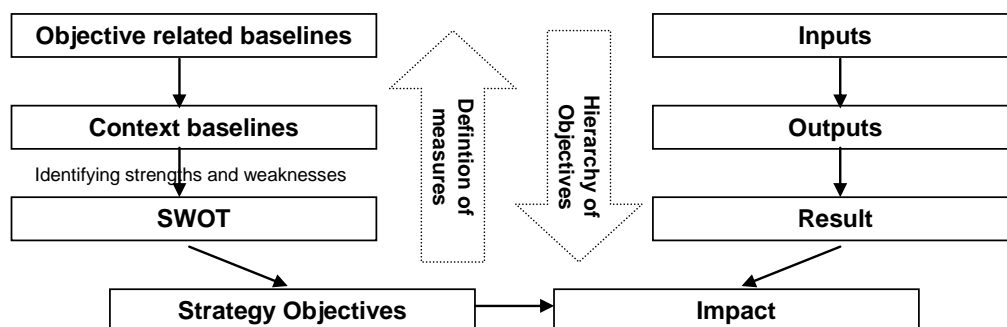 Objective related baselines
Context baselines
Identifying strengths and weaknesses
SWOT
Strategy Objectives
Defintion of
measures
Hierarchy of
Objectives
Inputs
Outputs
Result
Impact